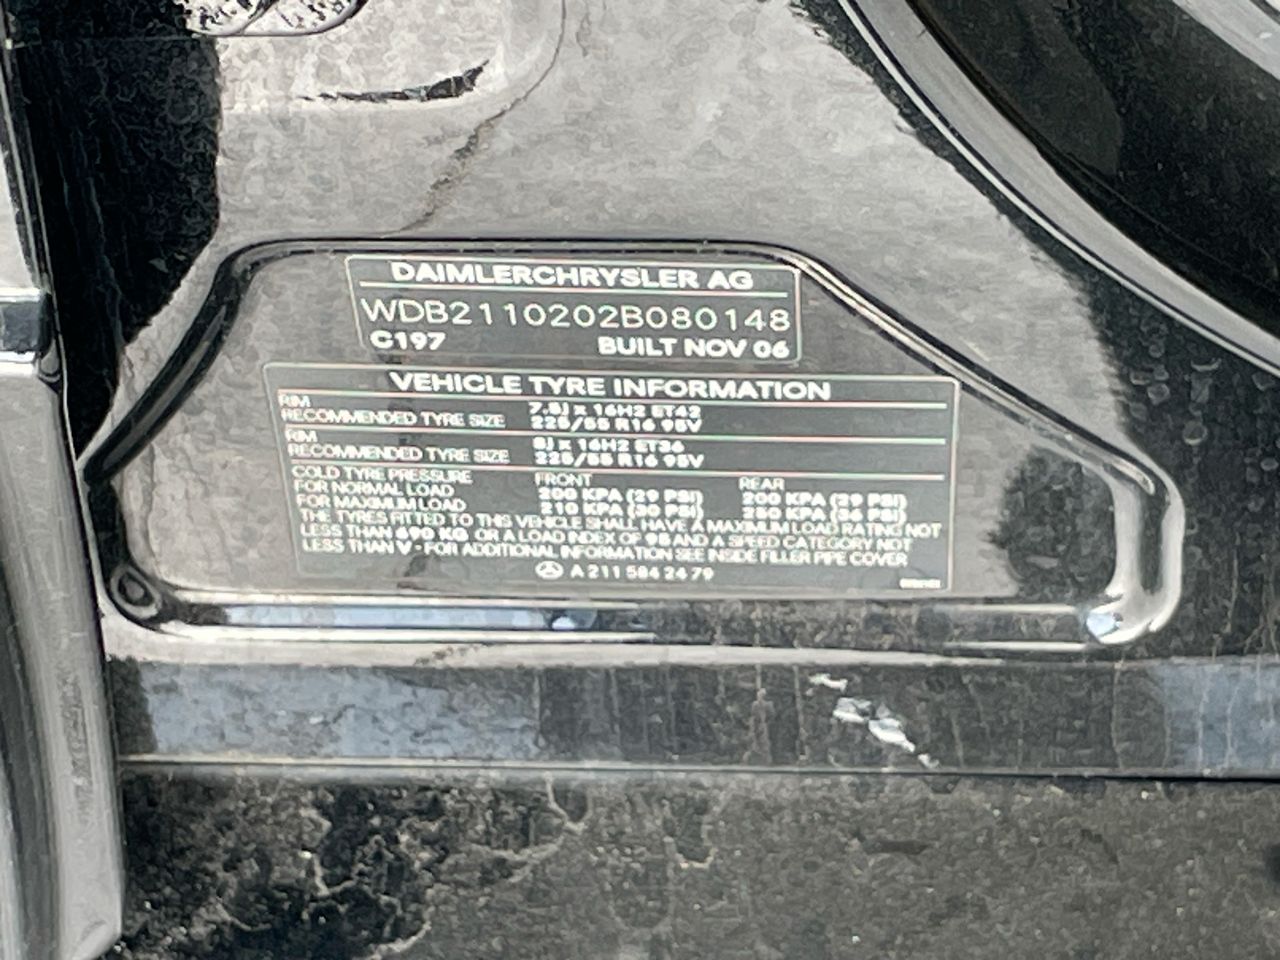 DAIMLERCHRYSLER AG
WDB2110202B080148
C197 BUILT NOV 06
VEHICLE TYRE INFORMATION
RIM 7.5J x 16H2 ET42
RECOMMENDED TYRE SIZE 225/55 R16 95V
RIM 8J x 16H2 ET36
RECOMMENDED TYRE SIZE 225/55 R16 95V
COLD TYRE PRESSURE FRONT REAR
FOR NORMAL LOAD 200 KPA (29 PSI) 200 KPA (29 PSI)
FOR MAXIMUM LOAD 210 KPA (30 PSI) 250 KPA (36 PSI)
THE TYRES FITTED TO THIS VEHICLE SHALL HAVE A MAXIMUM LOAD RATING NOT
LESS THAN 690 KG OR A LOAD INDEX OF 95 AND A SPEED CATEGORY NOT
LESS THAN V - FOR ADDITIONAL INFORMATION SEE INSIDE FILLER PIPE COVER
A 211 584 24 79